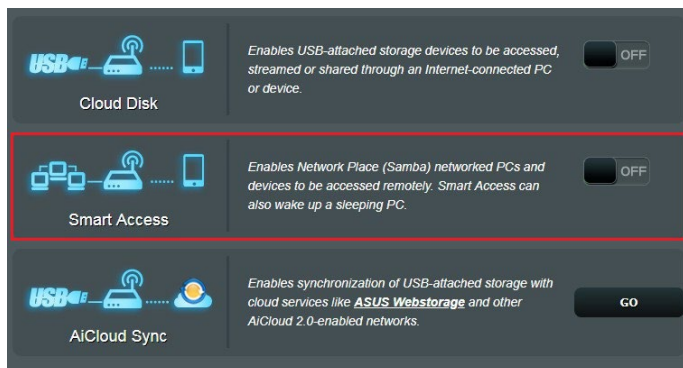 USB
Cloud Disk
Enables USB-attached storage devices to be accessed,
streamed or shared through an Internet-connected PC
or device.
OFF
Smart Access
Enables Network Place (Samba) networked PCs and
devices to be accessed remotely. Smart Access can
also wake up a sleeping PC.
OFF
USB
AiCloud Sync
Enables synchronization of USB-attached storage with
cloud services like ASUS Webstorage and other
AiCloud 2.0-enabled networks.
GO